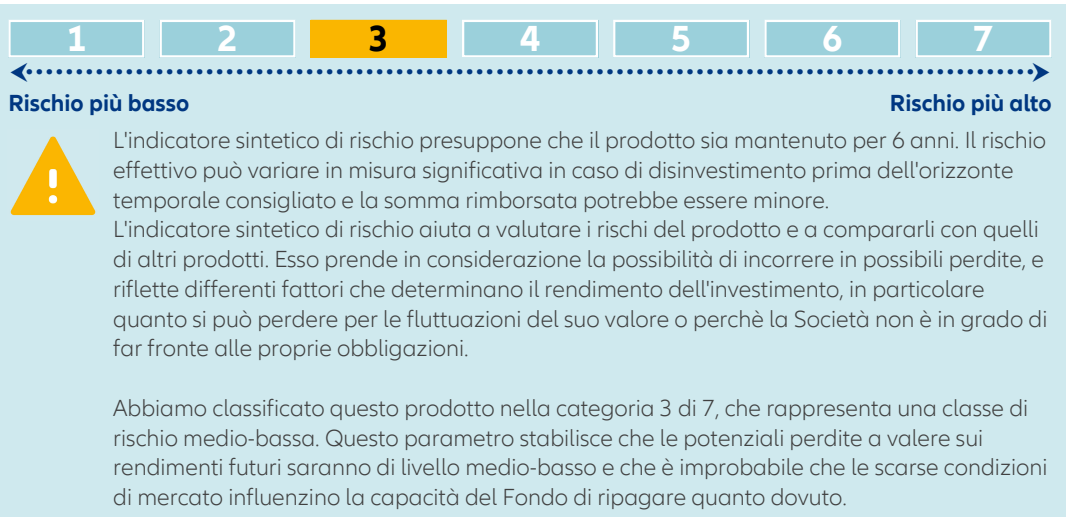 1 2 3 4 5 6 7
Rischio più basso Rischio più alto
L'indicatore sintetico di rischio presuppone che il prodotto sia mantenuto per 6 anni. Il rischio
effettivo può variare in misura significativa in caso di disinvestimento prima dell'orizzonte
temporale consigliato e la somma rimborsata potrebbe essere minore.
L'indicatore sintetico di rischio aiuta a valutare i rischi del prodotto e a compararli con quelli
di altri prodotti. Esso prende in considerazione la possibilità di incorrere in possibili perdite, e
riflette differenti fattori che determinano il rendimento dell'investimento, in particolare
quanto si può perdere per le fluttuazioni del suo valore o perchè la Società non è in grado di
far fronte alle proprie obbligazioni.
Abbiamo classificato questo prodotto nella categoria 3 di 7, che rappresenta una classe di
rischio medio-bassa. Questo parametro stabilisce che le potenziali perdite a valere sui
rendimenti futuri saranno di livello medio-basso e che è improbabile che le scarse condizioni
di mercato influenzino la capacità del Fondo di ripagare quanto dovuto.